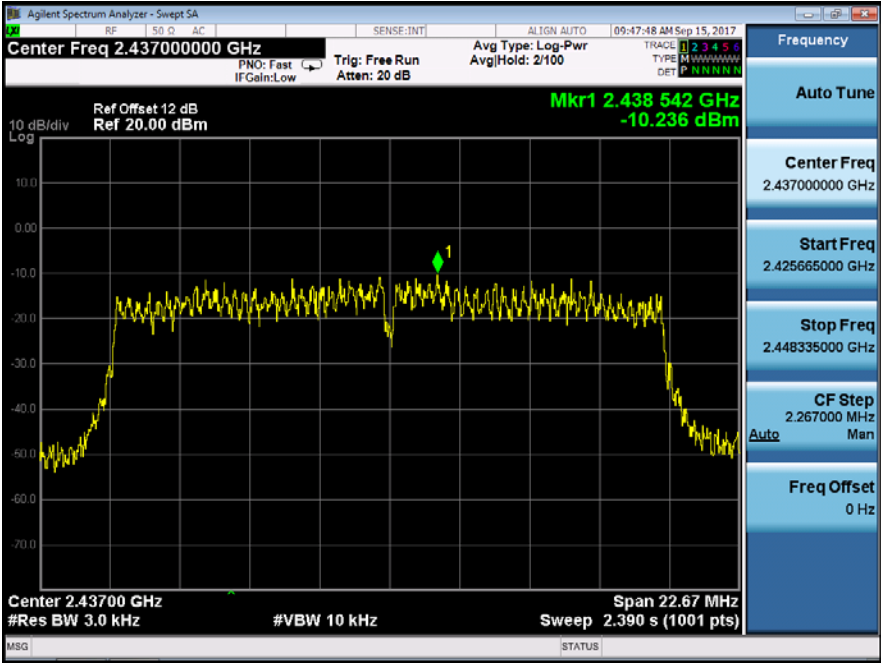 Agilent Spectrum Analyzer - Swept SA
LXI RF 50 Ω AC SENSE:INT ALIGN AUTO 09:47:48 AM Sep 15, 2017
Center Freq 2.437000000 GHz
PNO: Fast
IFGain:Low
Trig: Free Run
Atten: 20 dB
Avg Type: Log-Pwr
Avg|Hold: 2/100
TRACE 1 2 3 4 5 6
TYPE M W W W W W
DET P N N N N N
Ref Offset 12 dB
10 dB/div Ref 20.00 dBm
Log
Mkr1 2.438 542 GHz
-10.236 dBm
10.0
0.00
-10.0
-20.0
-30.0
-40.0
-50.0
-60.0
-70.0
1
Center 2.43700 GHz Span 22.67 MHz
#Res BW 3.0 kHz #VBW 10 kHz Sweep 2.390 s (1001 pts)
MSG STATUS
Frequency
Auto Tune
Center Freq
2.437000000 GHz
Start Freq
2.425665000 GHz
Stop Freq
2.448335000 GHz
CF Step
2.267000 MHz
Auto Man
Freq Offset
0 Hz